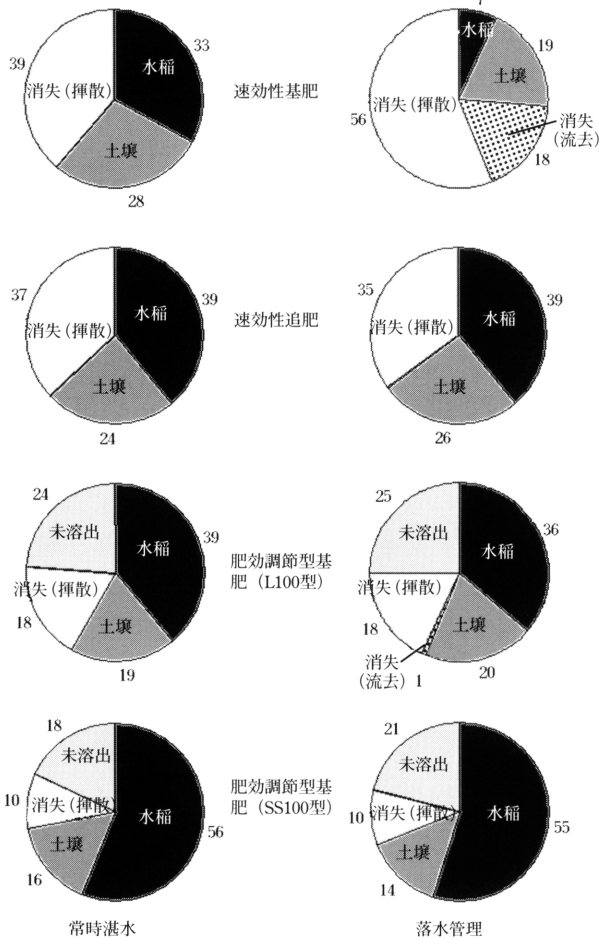 39
33
水稲
消失（揮散）
土壌
28
速効性基肥
7
水稲
19
土壌
消失（揮散）
56
消失
（流去）
18
37
39
水稲
消失（揮散）
土壌
24
速効性追肥
35
39
水稲
消失（揮散）
土壌
26
24
未溶出
39
水稲
消失（揮散）
18
土壌
19
肥効調節型基
肥（L100型）
25
未溶出
36
水稲
消失（揮散）
18
土壌
消失
（流去）1
20
18
未溶出
10
消失（揮散）
水稲
56
土壌
16
肥効調節型基
肥（SS100型）
21
未溶出
10
消失（揮散）
水稲
55
土壌
14
常時湛水
落水管理